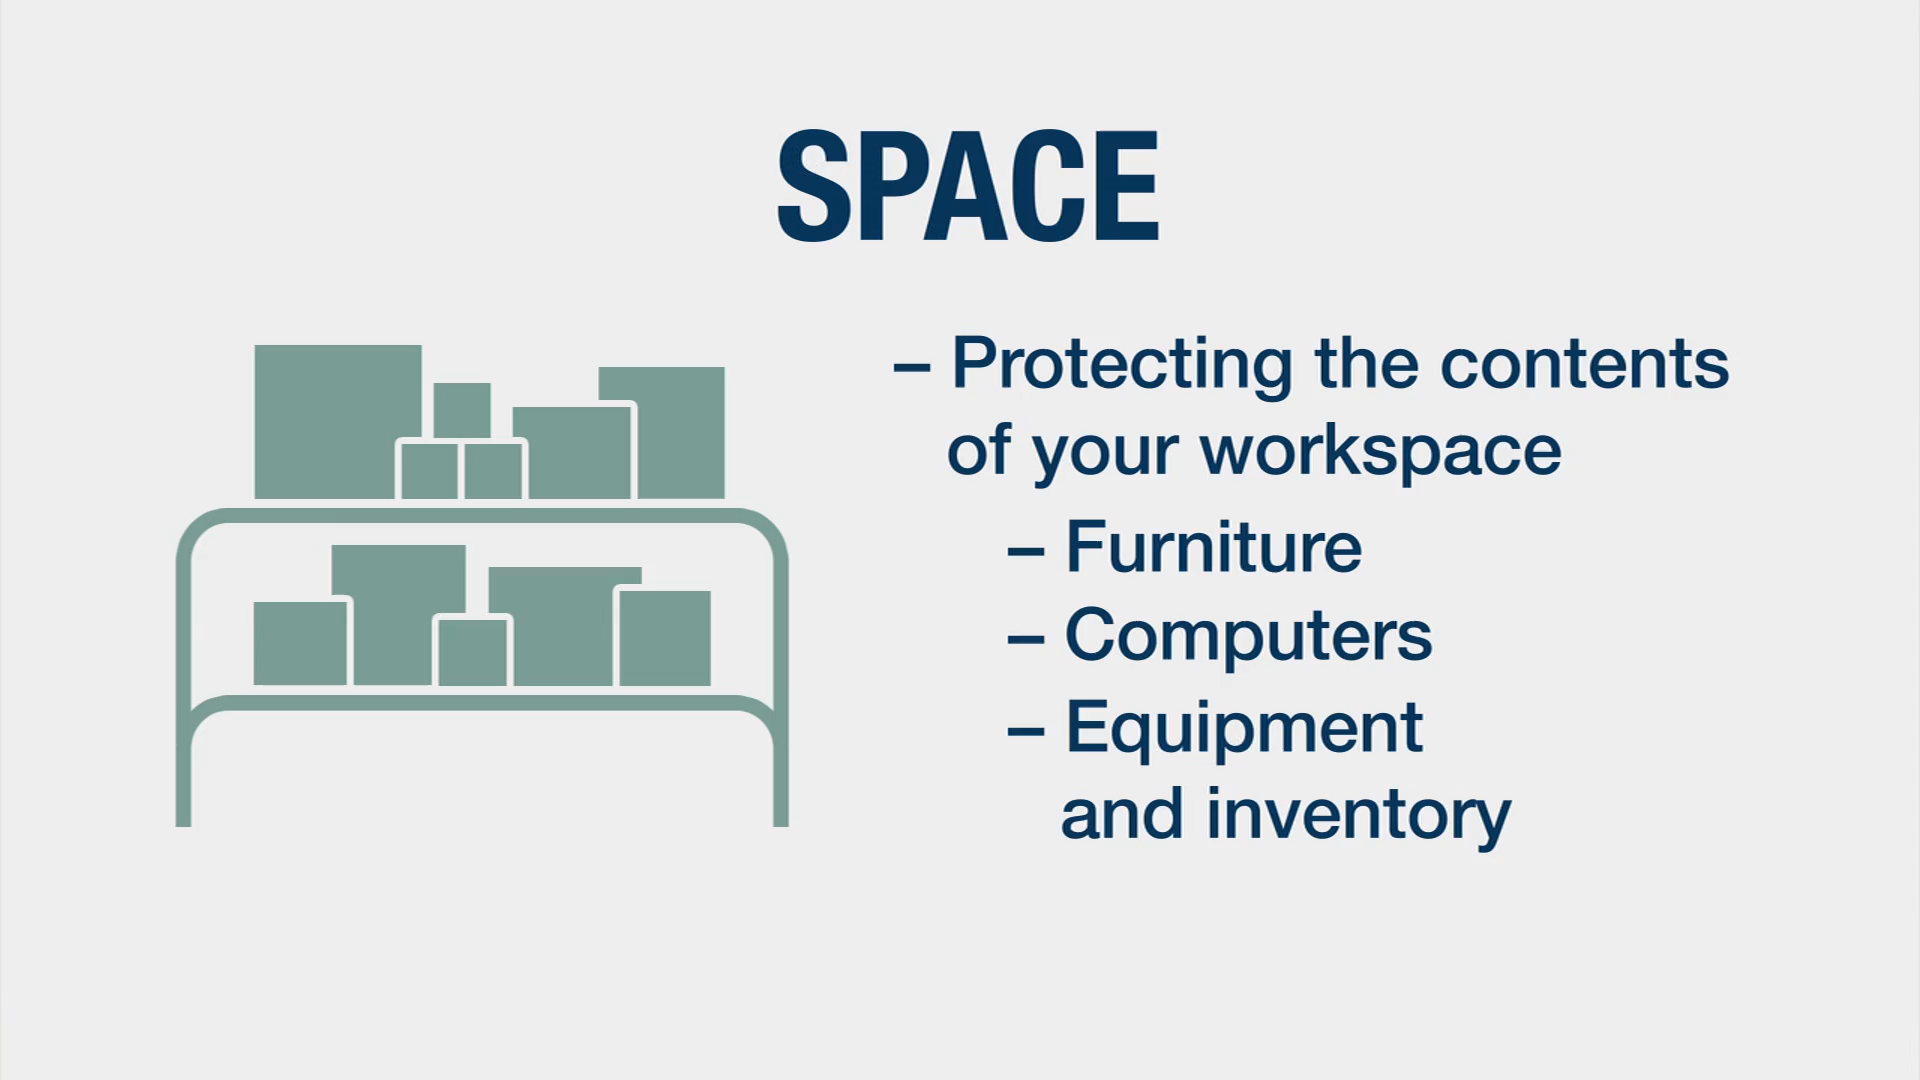 SPACE
– Protecting the contents
of your workspace
– Furniture
– Computers
– Equipment
and inventory